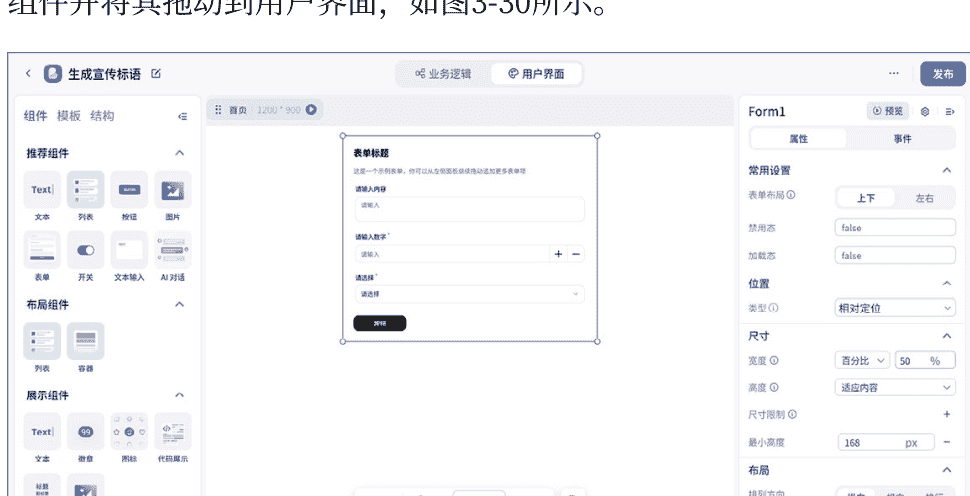 组件并将其拖动到用户界面，如图3-30所示。
生成宣传标语
业务逻辑 用户界面
... 发布
组件 模板 结构
推荐组件
Text
文本 列表 按钮 图片
表单 开关 文本输入 AI 对话
布局组件
列表 容器
展示组件
Text 99
文本 徽章 图标 代码展示
标题
首页 1200 * 900
表单标题
这是一个示例表单，你可以从左侧面板继续拖动添加更多表单项
请输入内容
请输入
请输入数字 *
请输入 + −
请选择 *
请选择
Form1 预览
属性 事件
常用设置
表单布局 上下 左右
禁用态 false
加载态 false
位置
类型 相对定位
尺寸
宽度 百分比 50 %
高度 适应内容
尺寸限制 +
最小高度 168 px −
布局
排列方向